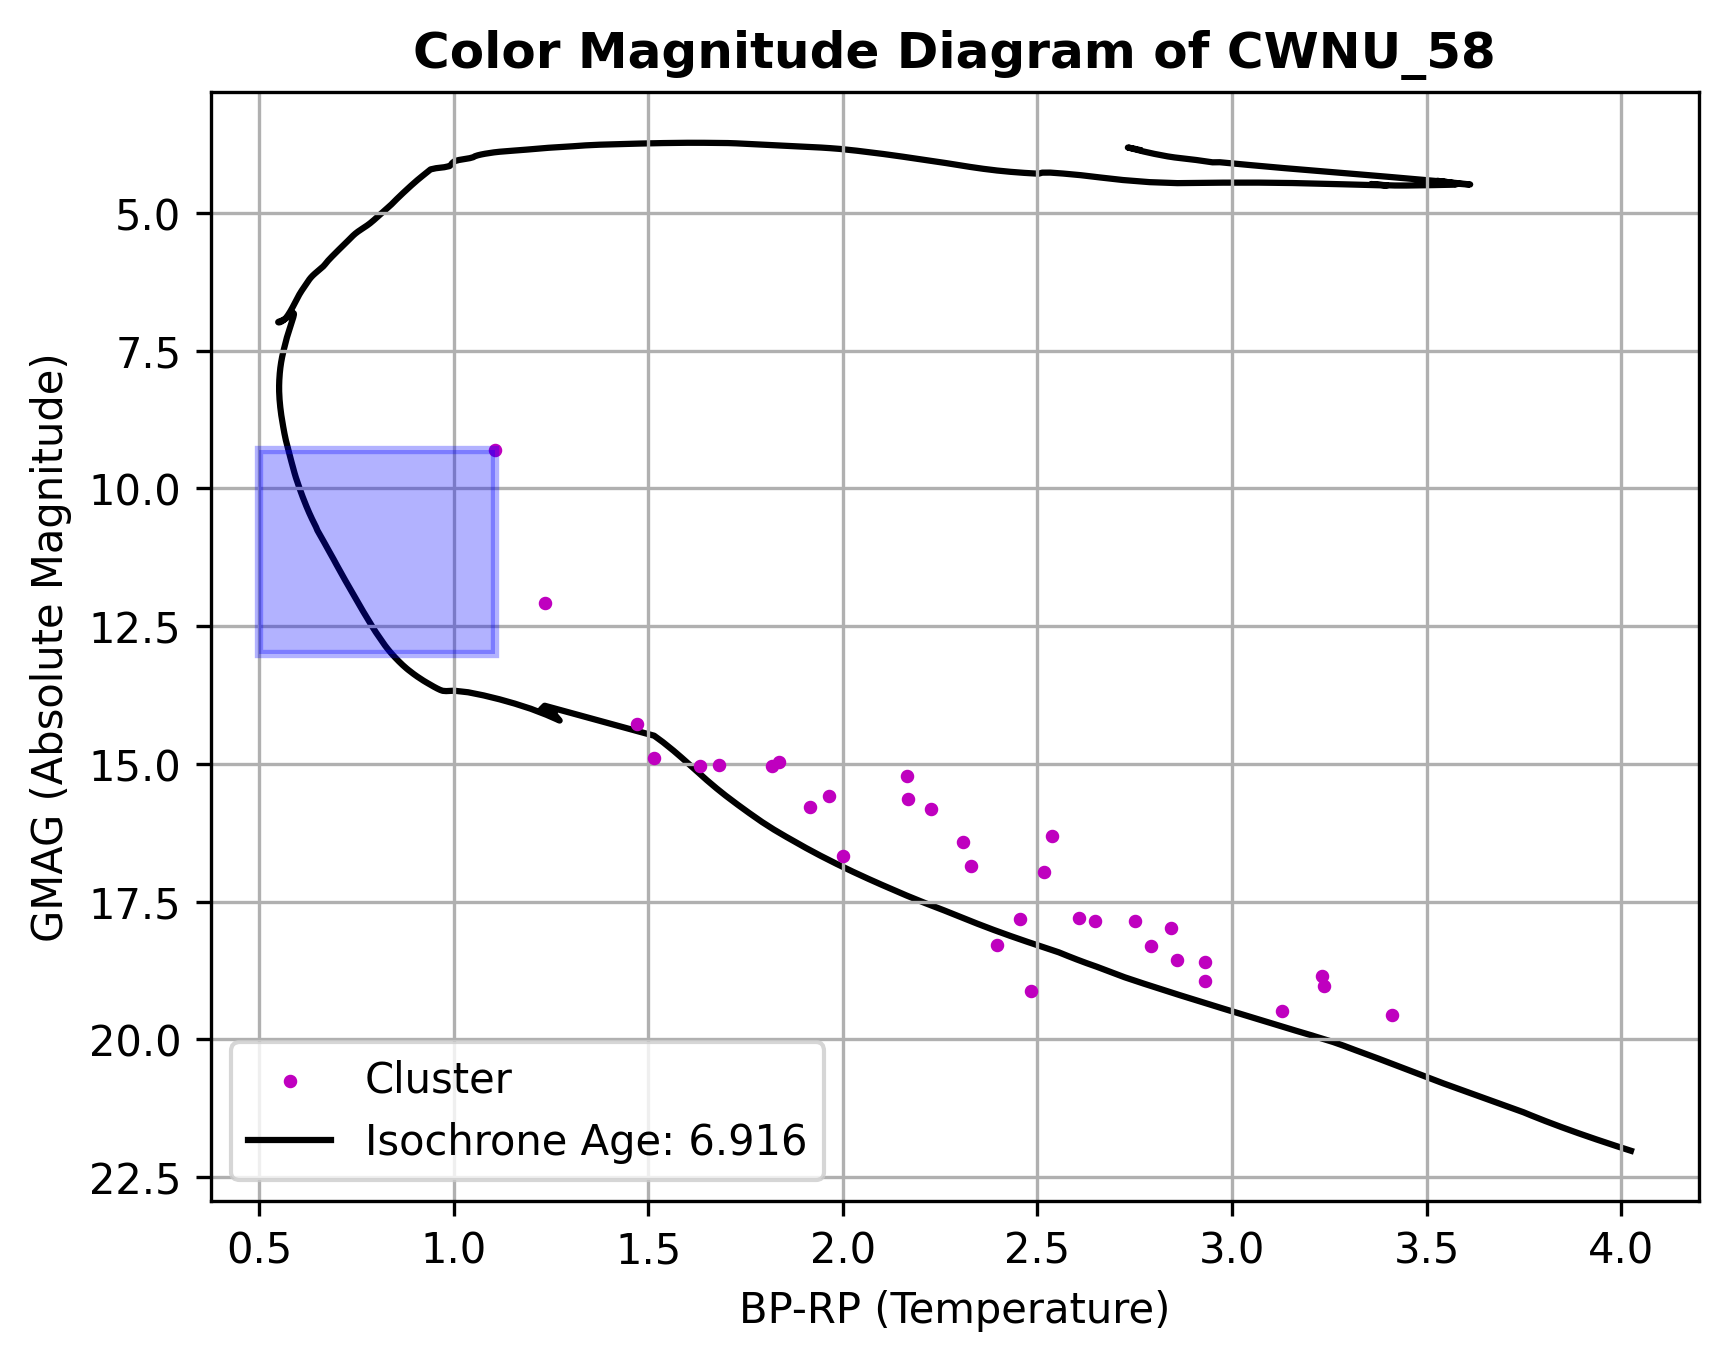 Color Magnitude Diagram of CWNU_58
GMAG (Absolute Magnitude)
5.0
7.5
10.0
12.5
15.0
17.5
20.0
22.5
Cluster
Isochrone Age: 6.916
0.5 1.0 1.5 2.0 2.5 3.0 3.5 4.0
BP-RP (Temperature)